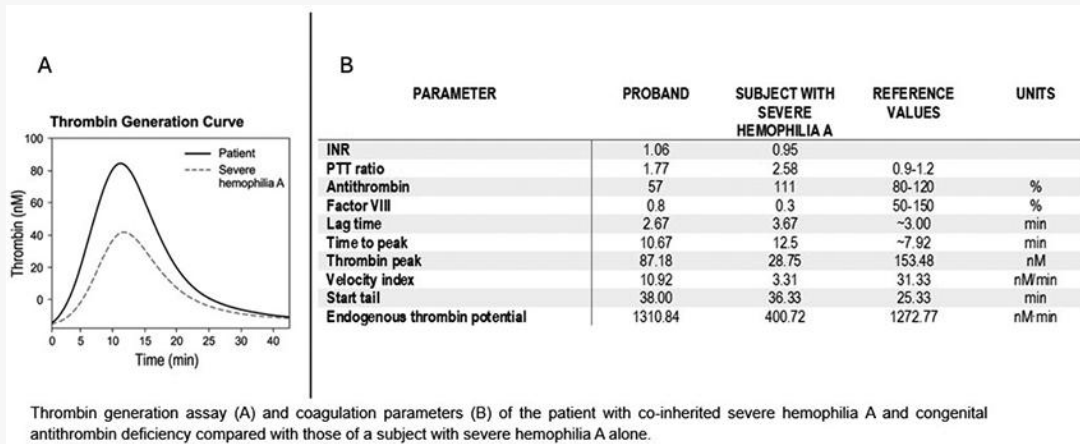 A
Thrombin Generation Curve
100
80
60
40
20
0
Thrombin (nM)
Patient
Severe
hemophilia A
0 5 10 15 20 25 30 40
Time (min)
B
PARAMETER PROBAND SUBJECT WITH SEVERE HEMOPHILIA A REFERENCE VALUES UNITS
INR 1.06 0.95
PTT ratio 1.77 2.58 0.9-1.2
Antithrombin 57 111 80-120 %
Factor VIII 0.8 0.3 50-150 %
Lag time 2.67 3.67 ~3.00 min
Time to peak 10.67 12.5 ~7.92 min
Thrombin peak 87.18 28.75 153.48 nM
Velocity index 10.92 3.31 31.33 nM/min
Start tail 38.00 36.33 25.33 min
Endogenous thrombin potential 1310.84 400.72 1272.77 nM·min
Thrombin generation assay (A) and coagulation parameters (B) of the patient with co-inherited severe hemophilia A and congenital
antithrombin deficiency compared with those of a subject with severe hemophilia A alone.